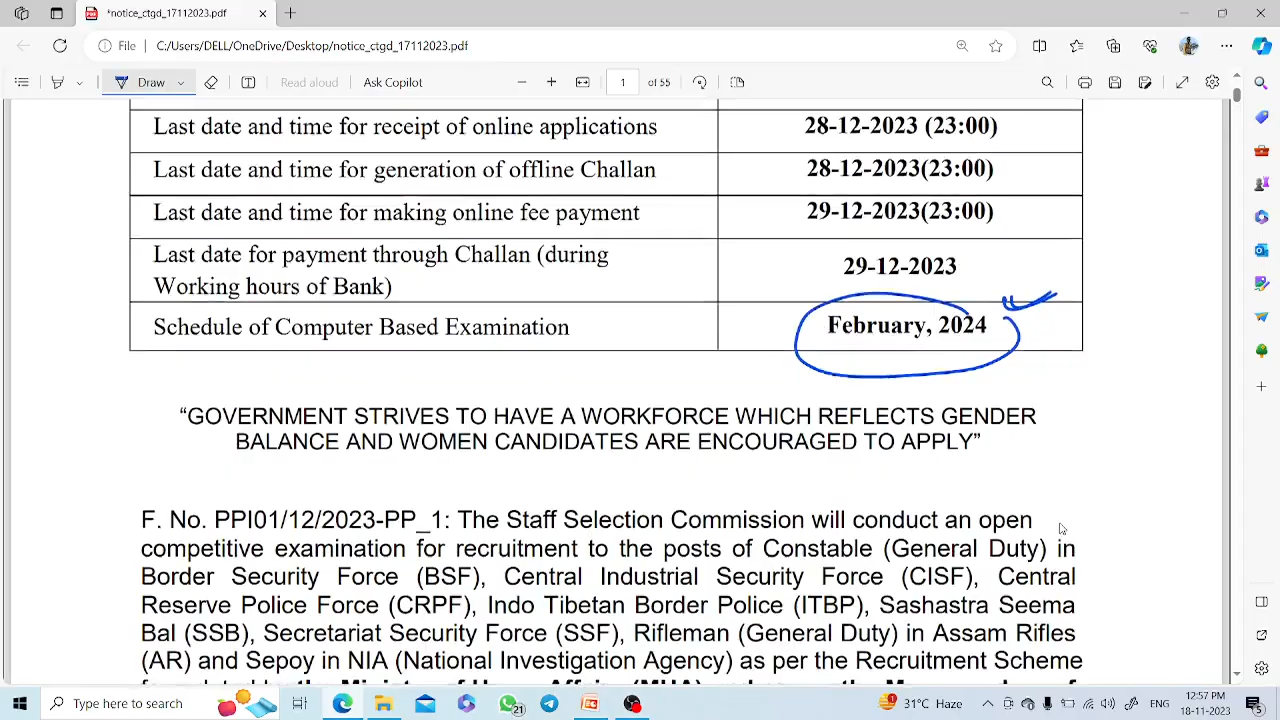 *notice_ctgd_17112023.pdf
File C:/Users/DELL/OneDrive/Desktop/notice_ctgd_17112023.pdf
Draw Read aloud Ask Copilot 1 of 55
Last date and time for receipt of online applications 28-12-2023 (23:00)
Last date and time for generation of offline Challan 28-12-2023(23:00)
Last date and time for making online fee payment 29-12-2023(23:00)
Last date for payment through Challan (during
Working hours of Bank) 29-12-2023
Schedule of Computer Based Examination February, 2024
“GOVERNMENT STRIVES TO HAVE A WORKFORCE WHICH REFLECTS GENDER
BALANCE AND WOMEN CANDIDATES ARE ENCOURAGED TO APPLY”
F. No. PPI01/12/2023-PP_1: The Staff Selection Commission will conduct an open
competitive examination for recruitment to the posts of Constable (General Duty) in
Border Security Force (BSF), Central Industrial Security Force (CISF), Central
Reserve Police Force (CRPF), Indo Tibetan Border Police (ITBP), Sashastra Seema
Bal (SSB), Secretariat Security Force (SSF), Rifleman (General Duty) in Assam Rifles
(AR) and Sepoy in NIA (National Investigation Agency) as per the Recruitment Scheme
Type here to search 21 1 31°C Haze ENG 12:57 PM
18-11-2023 5